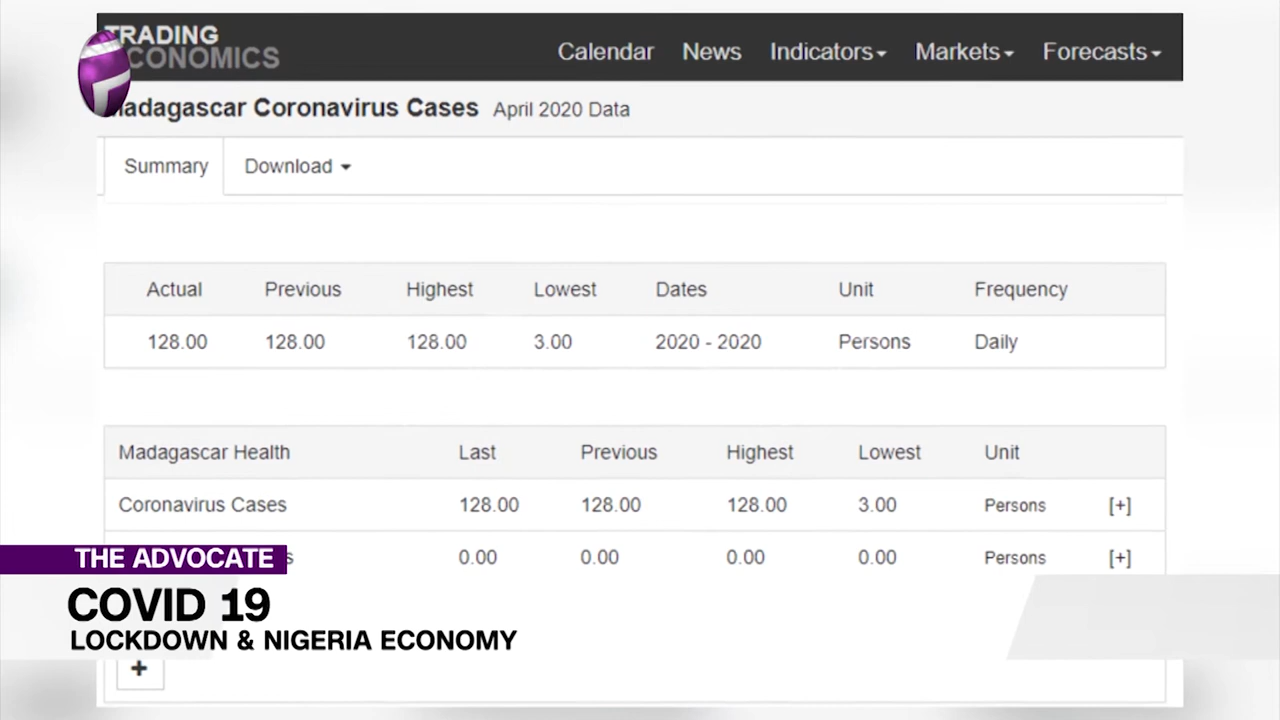 TRADING
ECONOMICS
Calendar News Indicators Markets Forecasts
Madagascar Coronavirus Cases April 2020 Data
Summary Download
Actual Previous Highest Lowest Dates Unit Frequency
128.00 128.00 128.00 3.00 2020 - 2020 Persons Daily
Madagascar Health Last Previous Highest Lowest Unit
Coronavirus Cases 128.00 128.00 128.00 3.00 Persons [+]
0.00 0.00 0.00 0.00 Persons [+]
THE ADVOCATE
COVID 19
LOCKDOWN & NIGERIA ECONOMY
+